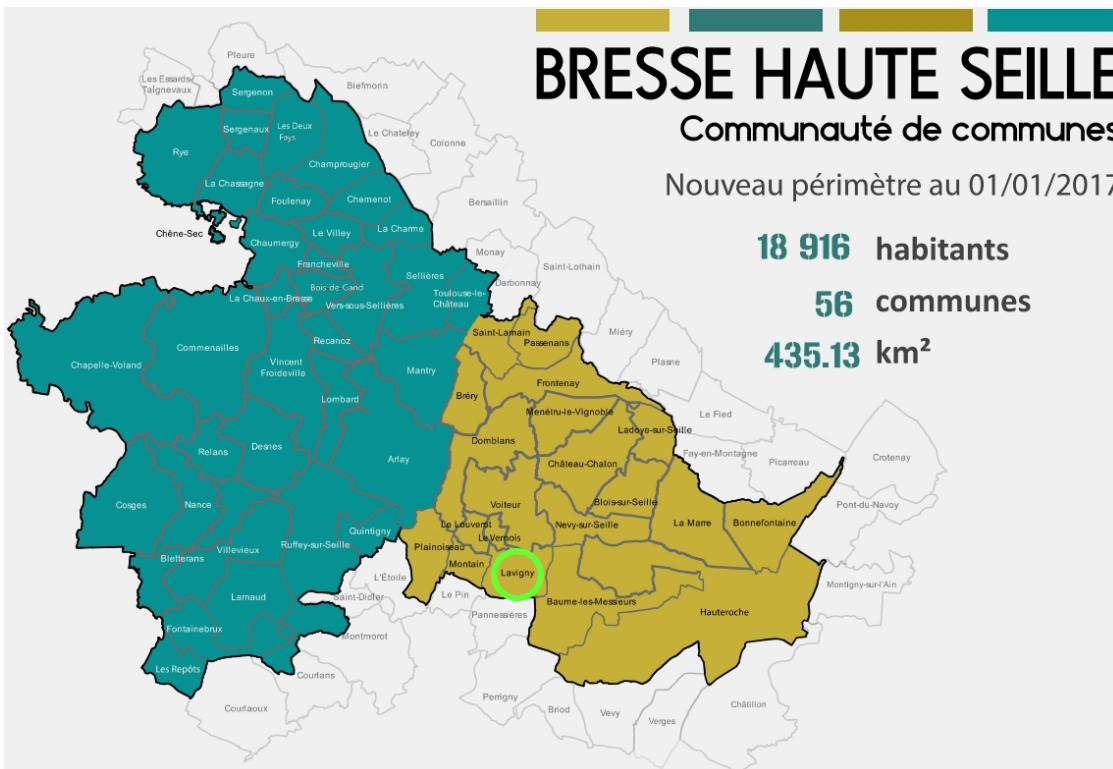 BRESSE HAUTE SEILLE
Communauté de communes
Nouveau périmètre au 01/01/2017
18 916 habitants
56 communes
435.13 km²
Pleure
Les Essards-
Taignevaux
Biefmorin
Sergenon
Le Chateley
Colonne
Sergenaux
Les Deux
Fays
Rye
Champrougier
La Chassagne
Chemenot
Foulenay
Bersaillin
Chêne-Sec
Le Villey
La Charme
Chaumergy
Francheville
Monay
Saint-Lothain
Sellières
Darbonnay
Bois-de-Gand
La Chaux-en-Bresse
Vers-sous-Sellières
Toulouse-le-
Château
Saint-Lamain
Passenans
Miéry
Recanoz
Commenailles
Chapelle-Voland
Vincent
Froideville
Mantry
Plasne
Frontenay
Bréry
Lombard
Menétru-le-Vignoble
Le Fied
Ladoye-sur-Seille
Domblans
Relans
Desnes
Arlay
Château-Chalon
Fay-en-Montagne
Picarreau
Crotenay
Cosges
Nance
Voiteur
Blois-sur-Seille
Pont-du-Navoy
Quintigny
Le Louverot
Nevy-sur-Seille
La Marre
Bonnefontaine
Le Vernois
Villevieux
Ruffey-sur-Seille
Plainoiseau
Bletterans
Montain
Lavigny
L'Étoile
Montigny-sur-l'Ain
Larnaud
Saint-Didier
Le Pin
Baume-les-Messieurs
Hauteroche
Pannessières
Fontainebrux
Montmorot
Les Repôts
Courlans
Perrigny
Courlaoux
Briod
Vevy
Verges
Châtillon